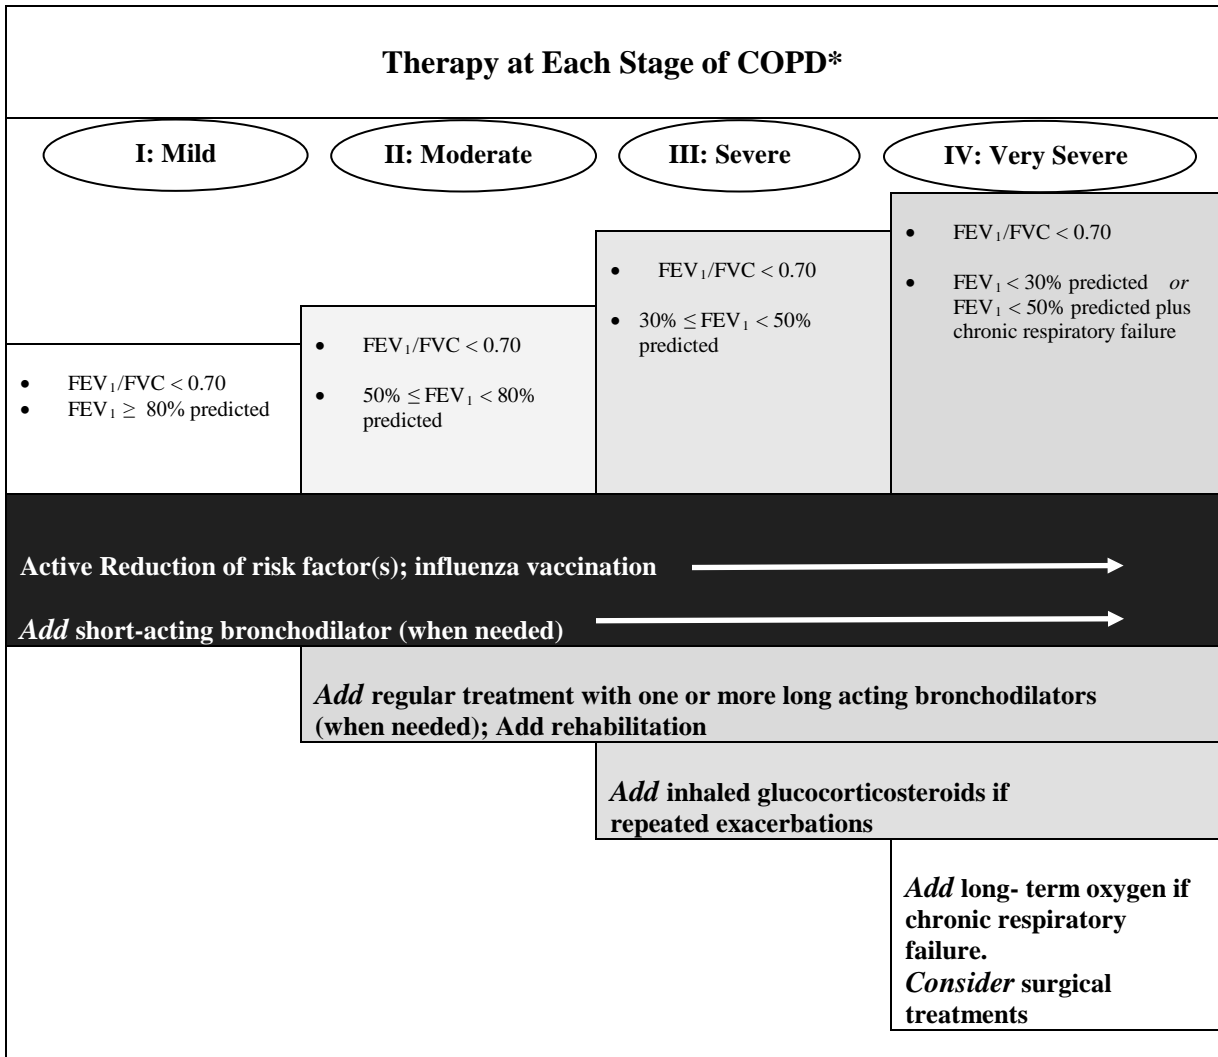 Therapy at Each Stage of COPD*
I: Mild
II: Moderate
III: Severe
IV: Very Severe
• FEV₁/FVC < 0.70
• FEV₁ ≥ 80% predicted
• FEV₁/FVC < 0.70
• 50% ≤ FEV₁ < 80%
predicted
• FEV₁/FVC < 0.70
• 30% ≤ FEV₁ < 50%
predicted
• FEV₁/FVC < 0.70
• FEV₁ < 30% predicted or
FEV₁ < 50% predicted plus
chronic respiratory failure
Active Reduction of risk factor(s); influenza vaccination
Add short-acting bronchodilator (when needed)
Add regular treatment with one or more long acting bronchodilators
(when needed); Add rehabilitation
Add inhaled glucocorticosteroids if
repeated exacerbations
Add long- term oxygen if
chronic respiratory
failure.
Consider surgical
treatments